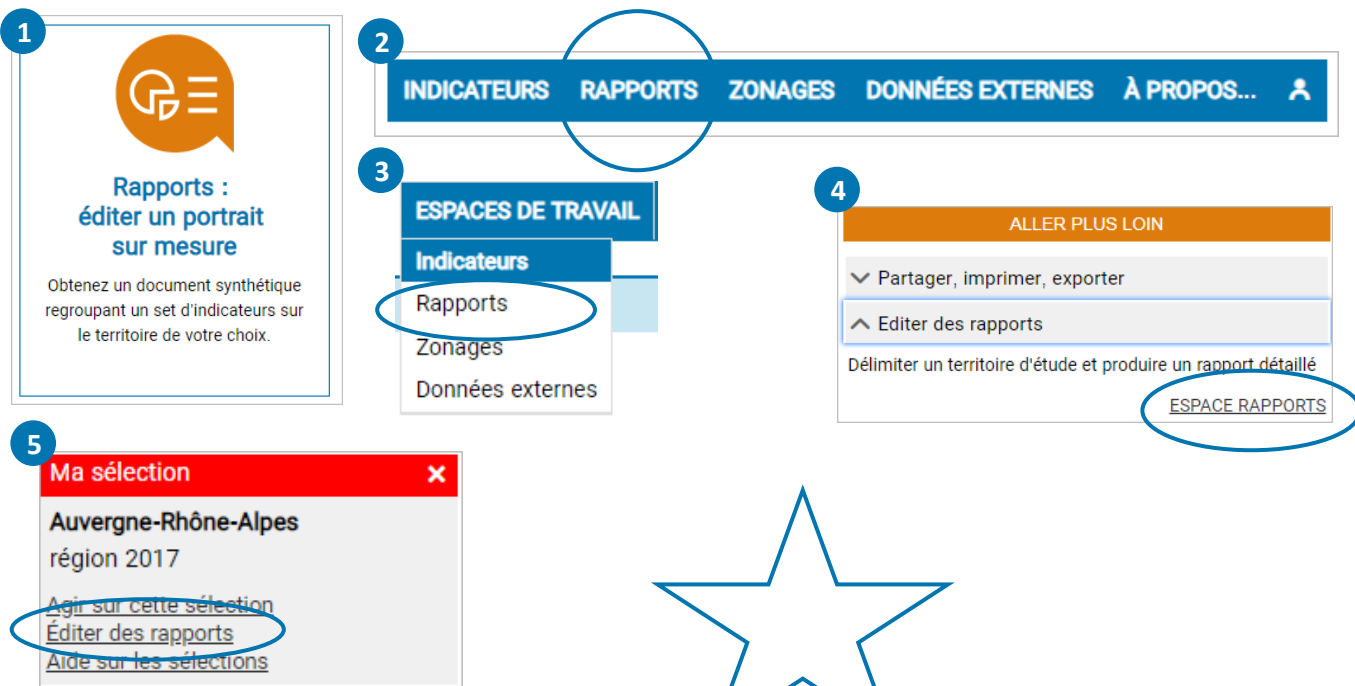 1
Rapports :
éditer un portrait
sur mesure
Obtenez un document synthétique
regroupant un set d'indicateurs sur
le territoire de votre choix.
2
INDICATEURS RAPPORTS ZONAGES DONNÉES EXTERNES À PROPOS...
3
ESPACES DE TRAVAIL
Indicateurs
Rapports
Zonages
Données externes
4
ALLER PLUS LOIN
Partager, imprimer, exporter
Editer des rapports
Délimiter un territoire d'étude et produire un rapport détaillé
ESPACE RAPPORTS
5
Ma sélection
Auvergne-Rhône-Alpes
région 2017
Agir sur cette sélection
Éditer des rapports
Aide sur les sélections